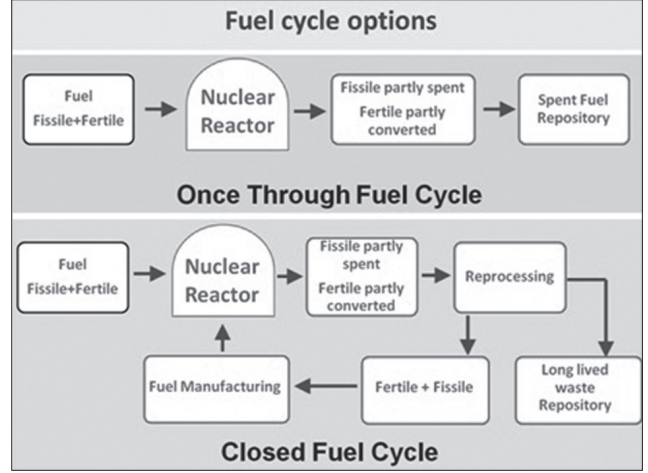 Fuel cycle options
Fuel
Fissile+Fertile
Nuclear
Reactor
Fissile partly spent
Fertile partly
converted
Spent Fuel
Repository
Once Through Fuel Cycle
Fuel
Fissile+Fertile
Nuclear
Reactor
Fissile partly
spent
Fertile partly
converted
Reprocessing
Fuel Manufacturing
Fertile + Fissile
Long lived
waste
Repository
Closed Fuel Cycle